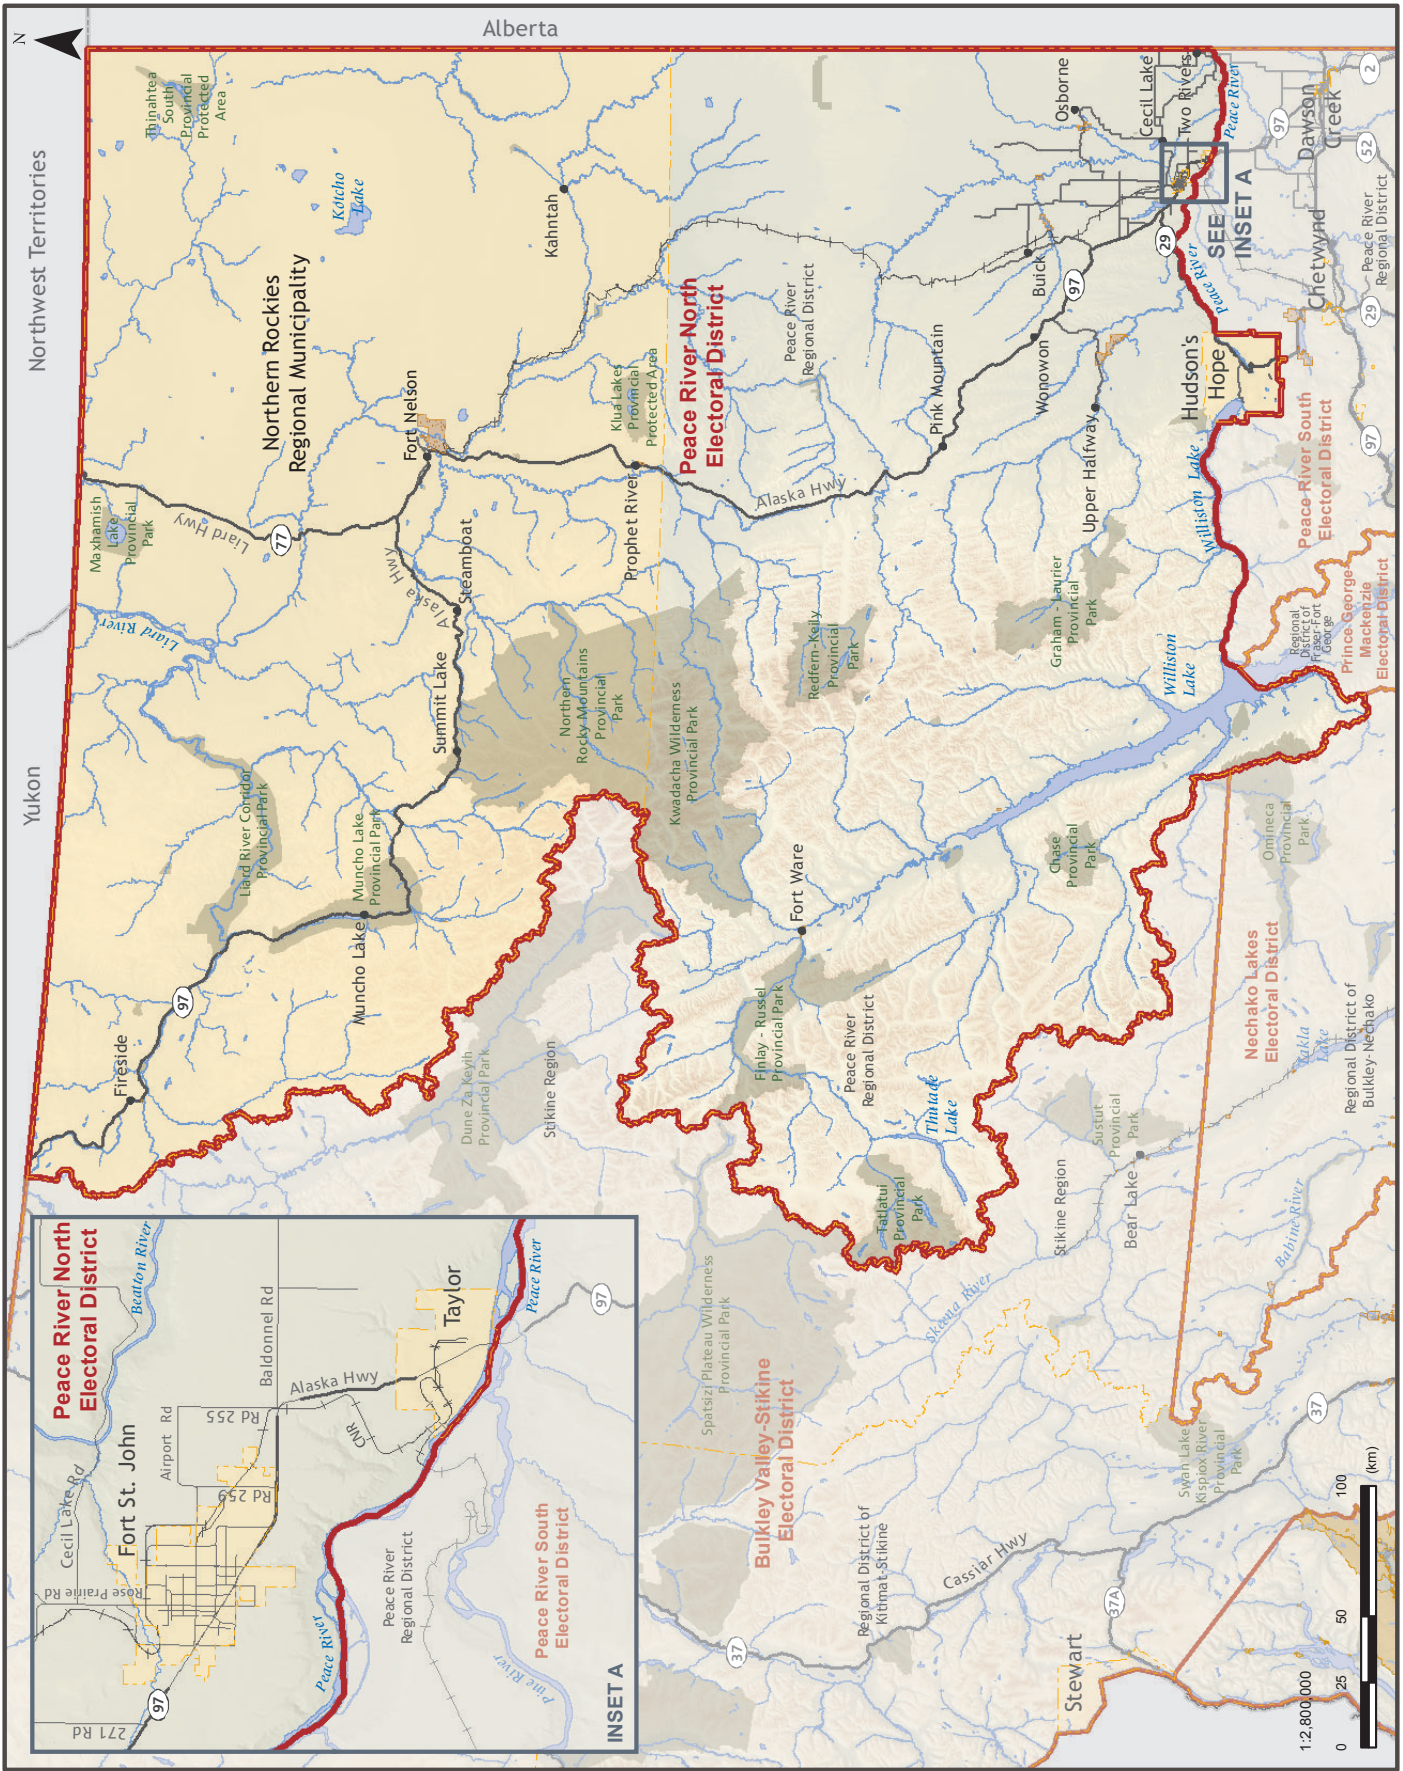 N
Alberta
Northwest Territories
Yukon
Thinahtea
South
Provincial
Protected
Area
Kotcho
Lake
Kahntah
Northern Rockies
Regional Municipality
Fort Nelson
Klua Lakes
Provincial
Protected Area
Peace River North
Electoral District
Peace River
Regional District
Osborne
Cecil Lake
Two Rivers
Peace River
97
2
Dawson
Creek
52
SEE
INSET A
29
Peace River
Buick
97
Chetwynd
Peace River
Regional District
29
Hudson's
Hope
Wonowon
Pink Mountain
Upper Halfway
Alaska Hwy
Prophet River
Maxhamish
Lake
Provincial
Park
Liard Hwy
77
Alaska Hwy
Steamboat
Liard River
Summit Lake
Northern
Rocky Mountains
Provincial
Park
Kwadacha Wilderness
Provincial Park
Redfern-Keily
Provincial
Park
Graham - Laurier
Provincial
Park
Williston Lake
Peace River South
Electoral District
97
Prince George-
Mackenzie
Electoral District
Regional
District of
Fraser-Fort
George
Williston
Lake
Liard River Corridor
Provincial Park
Muncho Lake
Provincial Park
Muncho Lake
97
Fireside
Fort Ware
Chase
Provincial
Park
Omineca
Provincial
Park
Finlay - Russel
Provincial Park
Peace River
Regional District
Thutade
Lake
Tatlatui
Provincial
Park
Dune Za Keyih
Provincial Park
Stikine Region
Sustut
Provincial
Park
Nechako Lakes
Electoral District
Takla
Lake
Regional District of
Bulkley-Nechako
Stikine Region
Bear Lake
Babine River
Skeena River
Spatsizi Plateau Wilderness
Provincial Park
Bulkley Valley-Stikine
Electoral District
Swan Lake
Kispiox River
Provincial
Park
37
Regional District of
Kitimat-Stikine
Cassiar Hwy
37
37A
Stewart
1:2,800,000
0
25
50
100
(km)
Peace River North
Electoral District
Beatton River
Baldonnel Rd
Taylor
Peace River
97
Alaska Hwy
Airport Rd
Rd 255
CNR
Fort St. John
Cecil Lake Rd
Rd 259
Rose Prairie Rd
Peace River
Regional District
Peace River South
Electoral District
Peace River
Pine River
97
271 Rd
INSET A